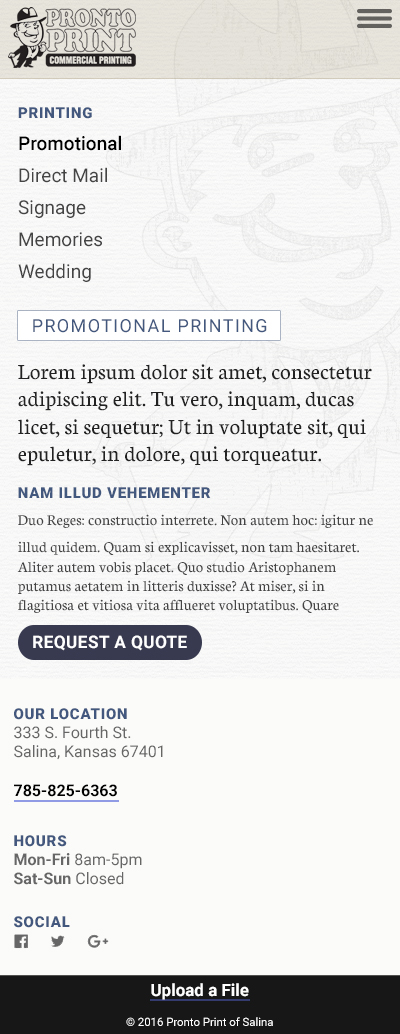 PRONTO
PRINT
COMMERCIAL PRINTING
PRINTING
Promotional
Direct Mail
Signage
Memories
Wedding
PROMOTIONAL PRINTING
Lorem ipsum dolor sit amet, consectetur
adipiscing elit. Tu vero, inquam, ducas
licet, si sequetur; Ut in voluptate sit, qui
epuletur, in dolore, qui torqueatur.
NAM ILLUD VEHEMENTER
Duo Reges: constructio interrete. Non autem hoc: igitur ne
illud quidem. Quam si explicavisset, non tam haesitaret.
Aliter autem vobis placet. Quo studio Aristophanem
putamus aetatem in litteris duxisse? At miser, si in
flagitiosa et vitiosa vita afflueret voluptatibus. Quare
REQUEST A QUOTE
OUR LOCATION
333 S. Fourth St.
Salina, Kansas 67401
785-825-6363
HOURS
Mon-Fri 8am-5pm
Sat-Sun Closed
SOCIAL
G+
Upload a File
© 2016 Pronto Print of Salina